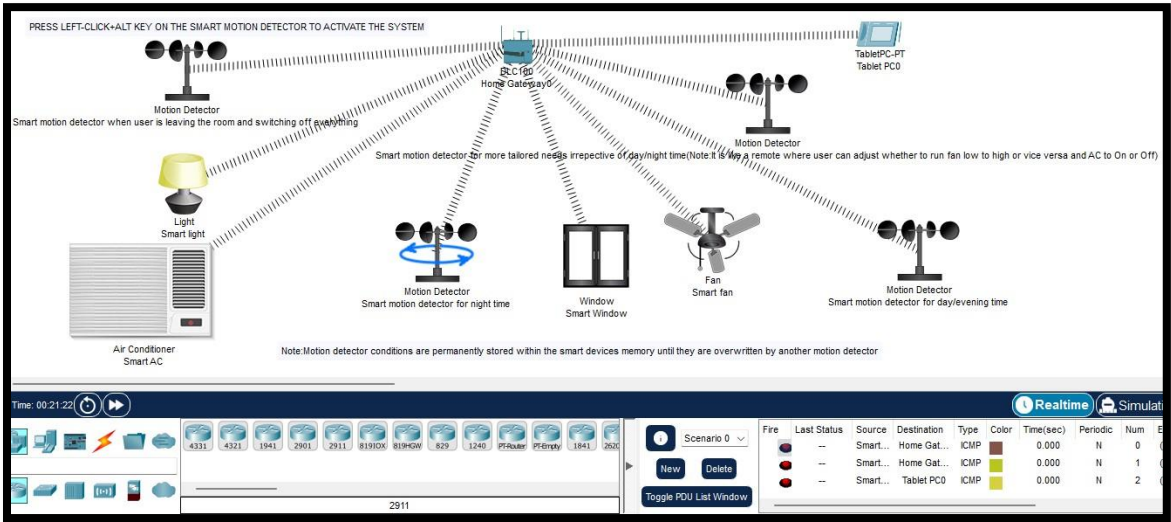 PRESS LEFT-CLICK+ALT KEY ON THE SMART MOTION DETECTOR TO ACTIVATE THE SYSTEM
TabletPC-PT
Tablet PC0
DLC100
Home Gateway0
Motion Detector
Smart motion detector when user is leaving the room and switching off everything
Motion Detector
Smart motion detector for more tailored needs irrepective of day/night time(Note:It is like a remote where user can adjust whether to run fan low to high or vice versa and AC to On or Off)
Light
Smart light
Motion Detector
Smart motion detector for night time
Window
Smart Window
Fan
Smart fan
Motion Detector
Smart motion detector for day/evening time
Air Conditioner
Smart AC
Note:Motion detector conditions are permanently stored within the smart devices memory until they are overwritten by another motion detector
Time: 00:21:22
Realtime
Simulati
4331 4321 1941 2901 2911 819IOX 819HGW 829 1240 PT-Router PT-Empty 1841 2620
2911
Scenario 0
New Delete
Toggle PDU List Window
Fire Last Status Source Destination Type Color Time(sec) Periodic Num E
-- Smart... Home Gat... ICMP 0.000 N 0 (
-- Smart... Home Gat... ICMP 0.000 N 1 (
-- Smart... Tablet PC0 ICMP 0.000 N 2 (